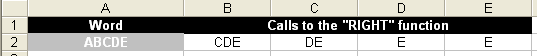 A B C D E
1 Word Calls to the "RIGHT" function
2 ABCDE CDE DE E E